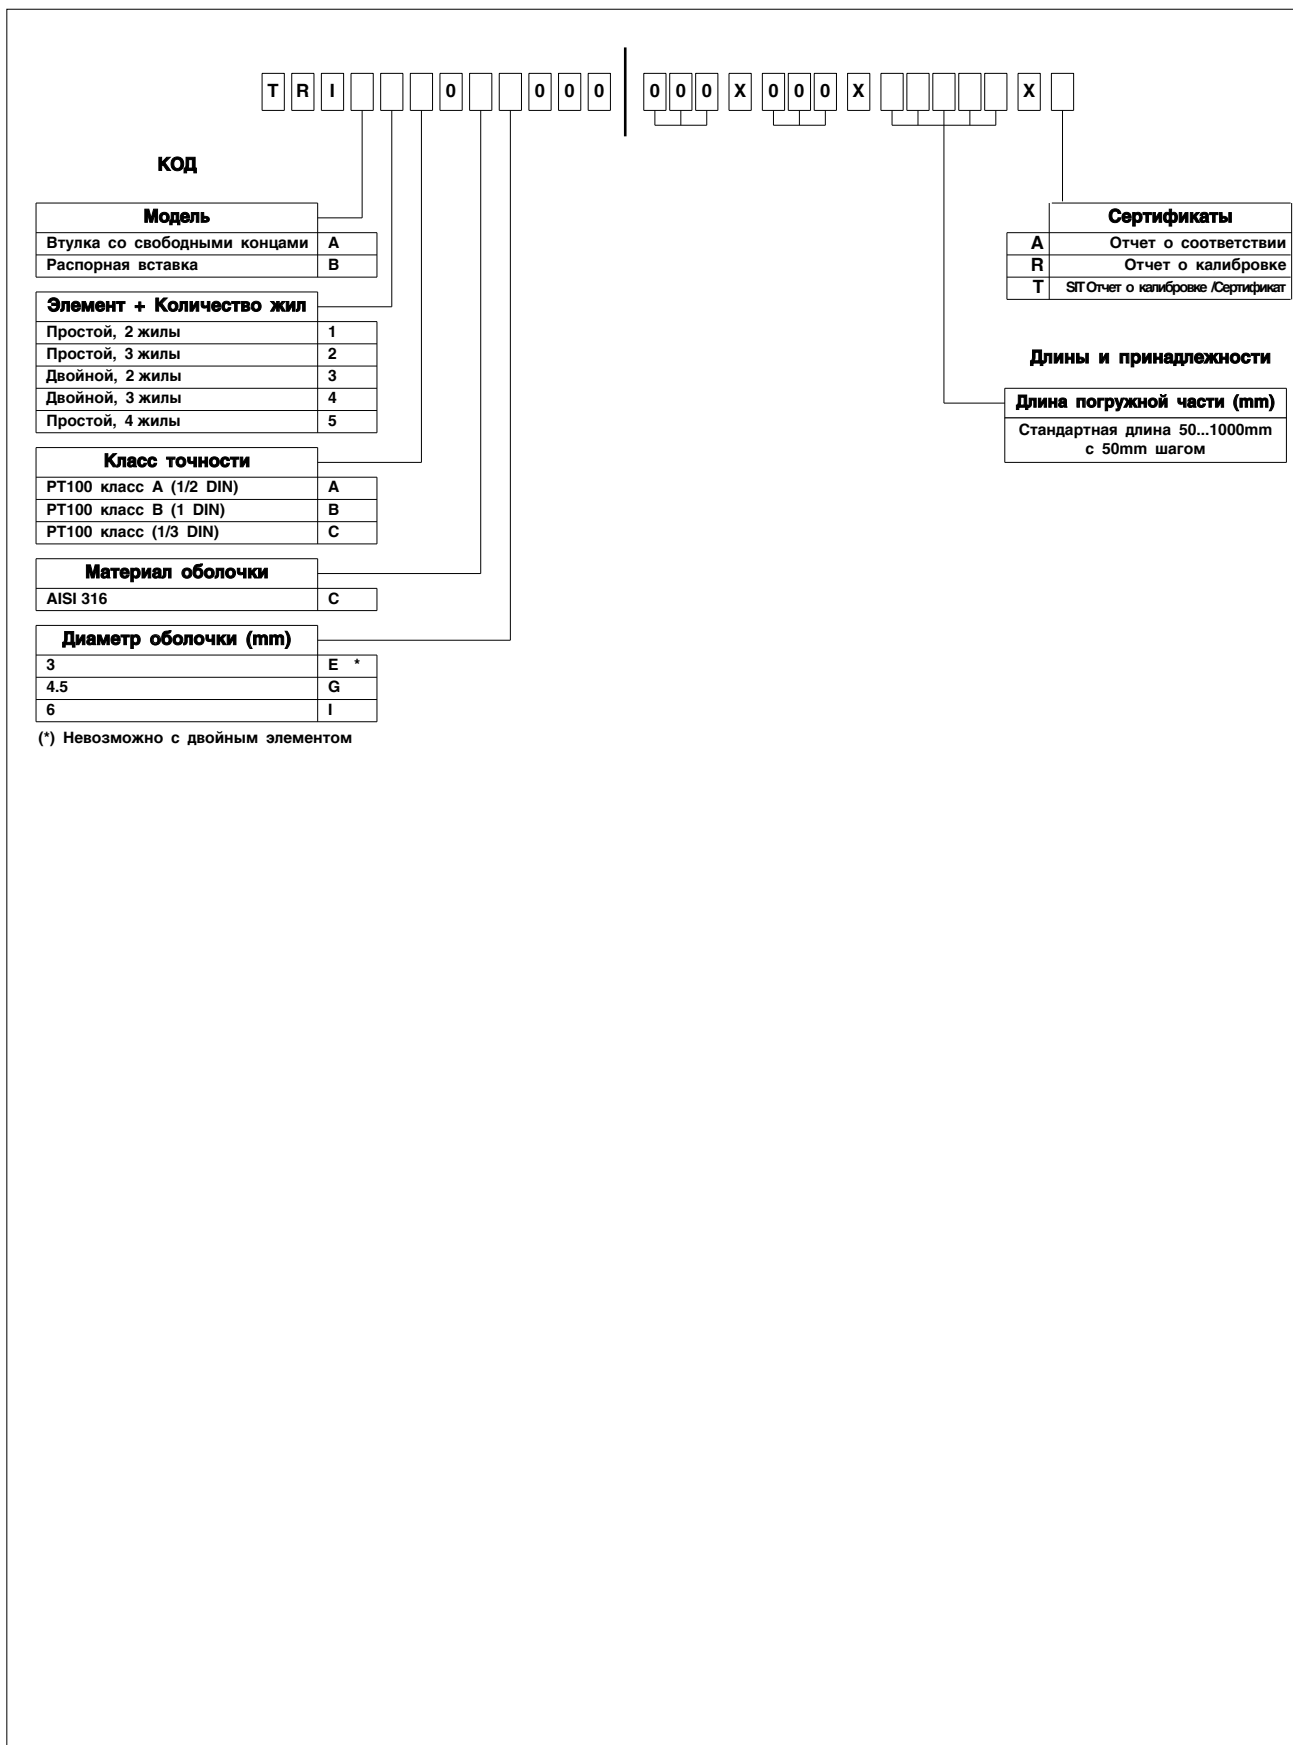 T R I 0 0 0 0 0 0 0 X 0 0 0 X X
КОД
Модель
Втулка со свободными концами A
Распорная вставка B
Элемент + Количество жил
Простой, 2 жилы 1
Простой, 3 жилы 2
Двойной, 2 жилы 3
Двойной, 3 жилы 4
Простой, 4 жилы 5
Класс точности
PT100 класс A (1/2 DIN) A
PT100 класс B (1 DIN) B
PT100 класс (1/3 DIN) C
Материал оболочки
AISI 316 C
Диаметр оболочки (mm)
3 E *
4.5 G
6 I
(*) Невозможно с двойным элементом
Сертификаты
A Отчет о соответствии
R Отчет о калибровке
T SIT Отчет о калибровке /Сертификат
Длины и принадлежности
Длина погружной части (mm)
Стандартная длина 50...1000mm
с 50mm шагом